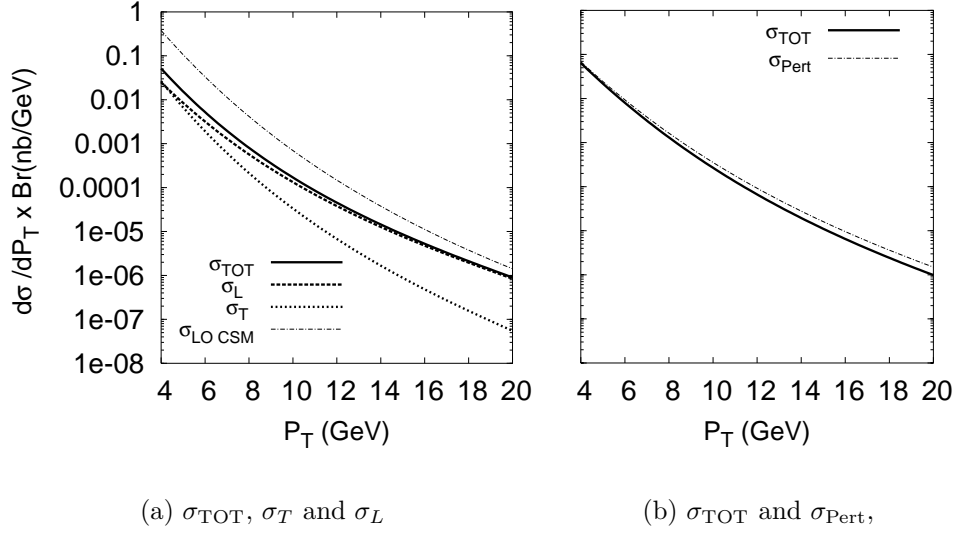 dσ/dP_T x Br(nb/GeV)
1
0.1
0.01
0.001
0.0001
1e-05
1e-06
1e-07
1e-08
σ_TOT
σ_L
σ_T
σ_LO CSM
4 6 8 10 12 14 16 18 20
P_T (GeV)
σ_TOT
σ_Pert
4 6 8 10 12 14 16 18 20
P_T (GeV)
(a) σ_TOT, σ_T and σ_L
(b) σ_TOT and σ_Pert,